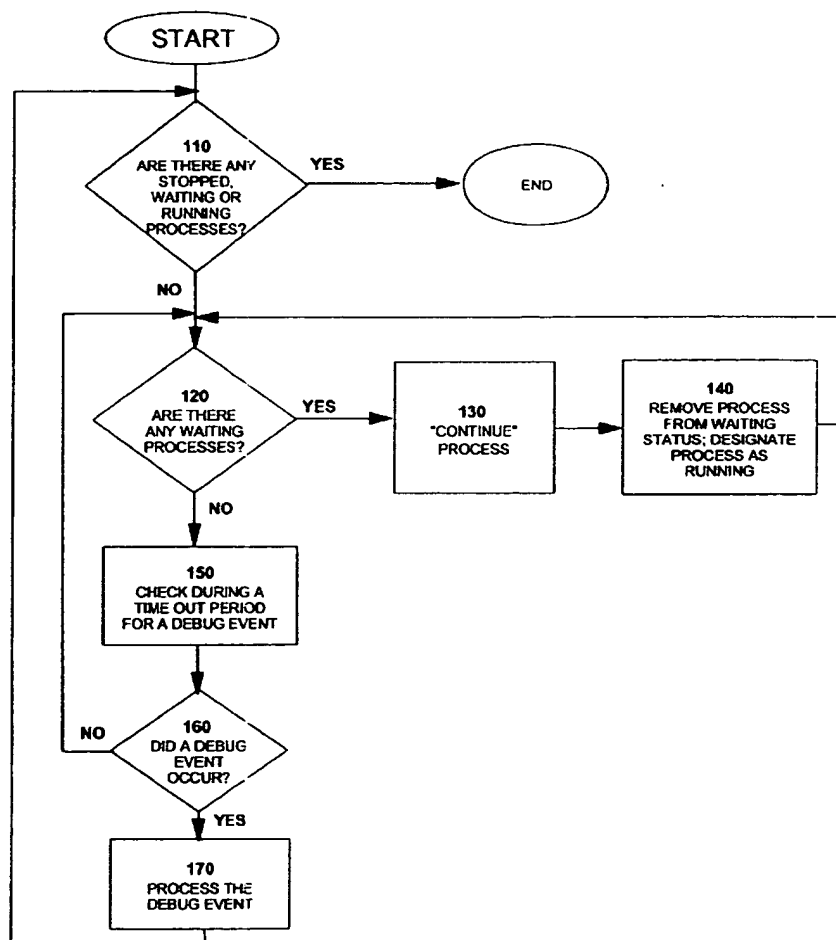 START
110
ARE THERE ANY
STOPPED,
WAITING OR
RUNNING
PROCESSES?
YES
END
NO
120
ARE THERE
ANY WAITING
PROCESSES?
YES
130
"CONTINUE"
PROCESS
140
REMOVE PROCESS
FROM WAITING
STATUS; DESIGNATE
PROCESS AS
RUNNING
NO
150
CHECK DURING A
TIME OUT PERIOD
FOR A DEBUG EVENT
NO
160
DID A DEBUG
EVENT
OCCUR?
YES
170
PROCESS THE
DEBUG EVENT